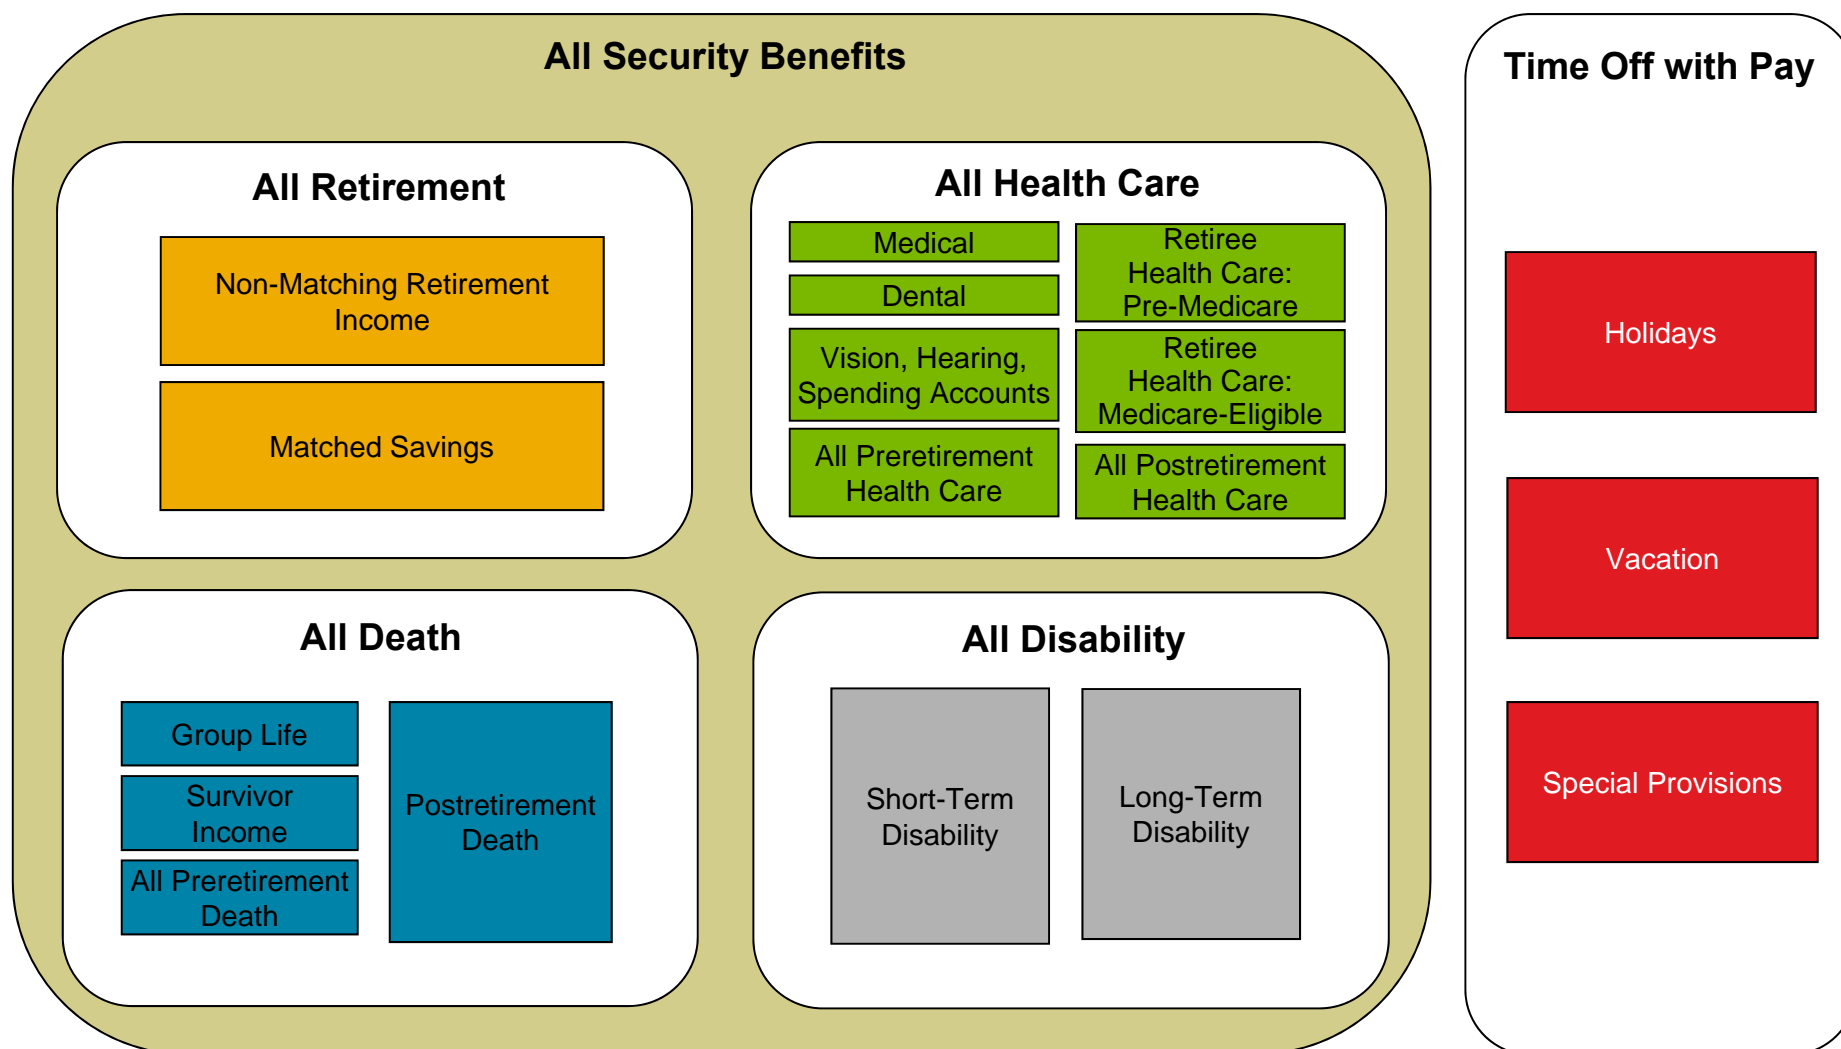 All Security Benefits
Time Off with Pay
All Retirement
Non-Matching Retirement
Income
Matched Savings
All Health Care
Medical
Dental
Vision, Hearing,
Spending Accounts
All Preretirement
Health Care
Retiree
Health Care:
Pre-Medicare
Retiree
Health Care:
Medicare-Eligible
All Postretirement
Health Care
All Death
Group Life
Survivor
Income
All Preretirement
Death
Postretirement
Death
All Disability
Short-Term
Disability
Long-Term
Disability
Holidays
Vacation
Special Provisions